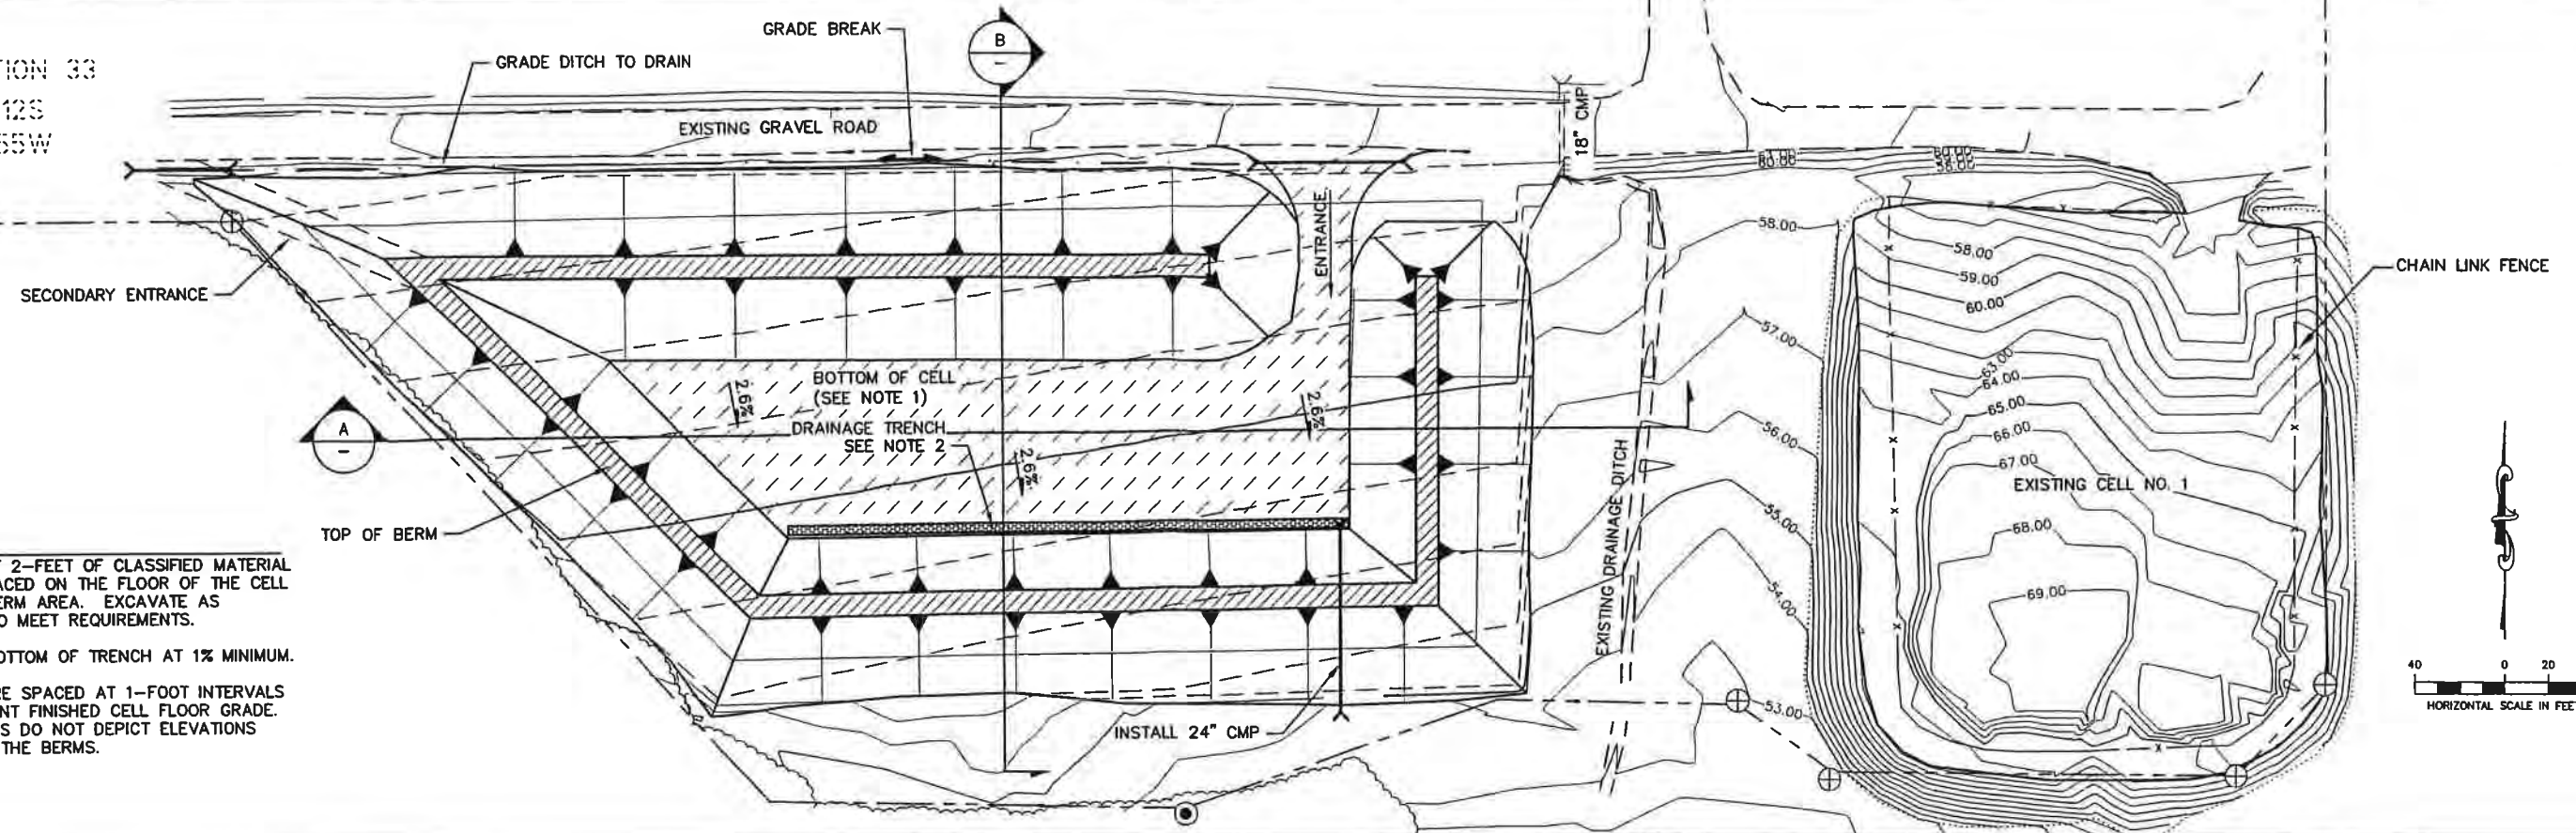 TION 33
12S
55W
GRADE DITCH TO DRAIN
GRADE BREAK
B
-
EXISTING GRAVEL ROAD
18" CMP
ENTRANCE
SECONDARY ENTRANCE
BOTTOM OF CELL
(SEE NOTE 1)
2.6%
2.6%
2.6%
DRAINAGE TRENCH
SEE NOTE 2
A
-
TOP OF BERM
INSTALL 24" CMP
EXISTING DRAINAGE DITCH
60.00
58.00
57.00
56.00
55.00
54.00
53.00
58.00
59.00
60.00
63.00
64.00
65.00
66.00
67.00
68.00
69.00
EXISTING CELL NO. 1
CHAIN LINK FENCE
2-FEET OF CLASSIFIED MATERIAL
ACED ON THE FLOOR OF THE CELL
ERM AREA. EXCAVATE AS
O MEET REQUIREMENTS.
OTTOM OF TRENCH AT 1% MINIMUM.
RE SPACED AT 1-FOOT INTERVALS
NT FINISHED CELL FLOOR GRADE.
S DO NOT DEPICT ELEVATIONS
THE BERMS.
40 0 20
HORIZONTAL SCALE IN FEET